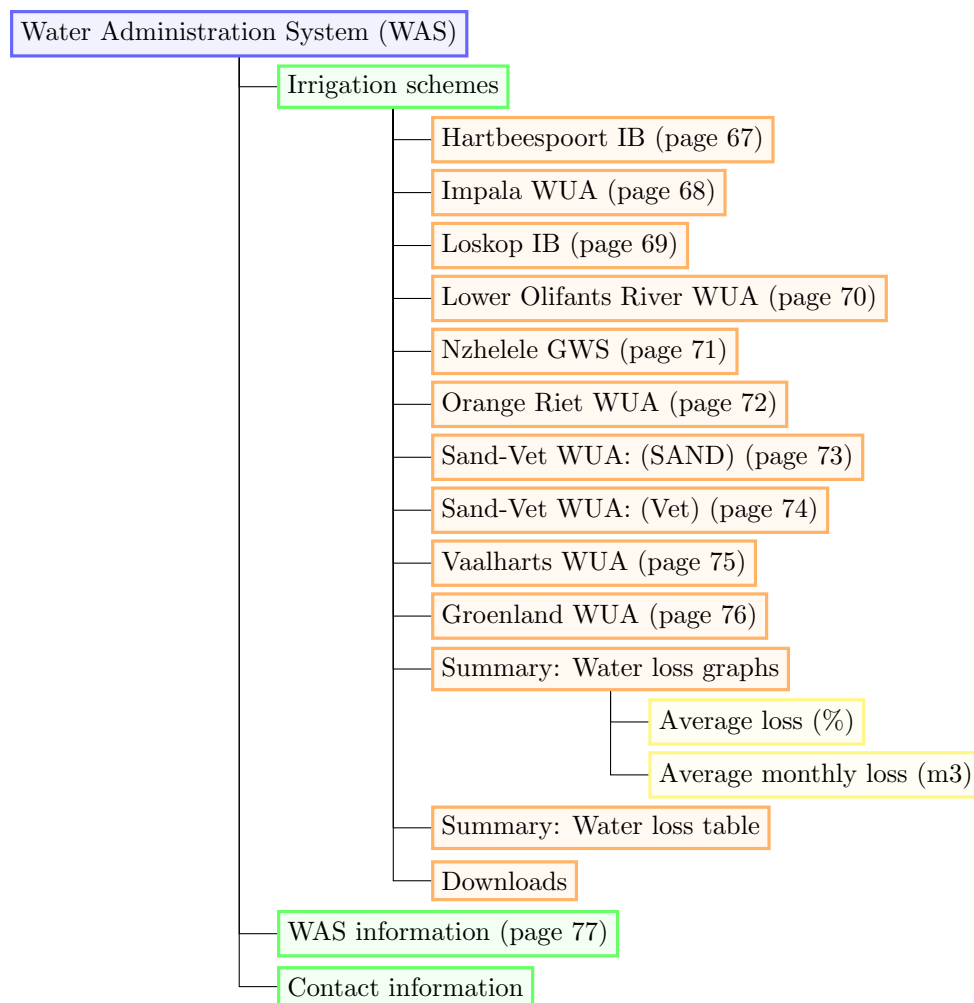 Water Administration System (WAS)
Irrigation schemes
Hartbeespoort IB (page 67)
Impala WUA (page 68)
Loskop IB (page 69)
Lower Olifants River WUA (page 70)
Nzhelele GWS (page 71)
Orange Riet WUA (page 72)
Sand-Vet WUA: (SAND) (page 73)
Sand-Vet WUA: (Vet) (page 74)
Vaalharts WUA (page 75)
Groenland WUA (page 76)
Summary: Water loss graphs
Average loss (%)
Average monthly loss (m3)
Summary: Water loss table
Downloads
WAS information (page 77)
Contact information